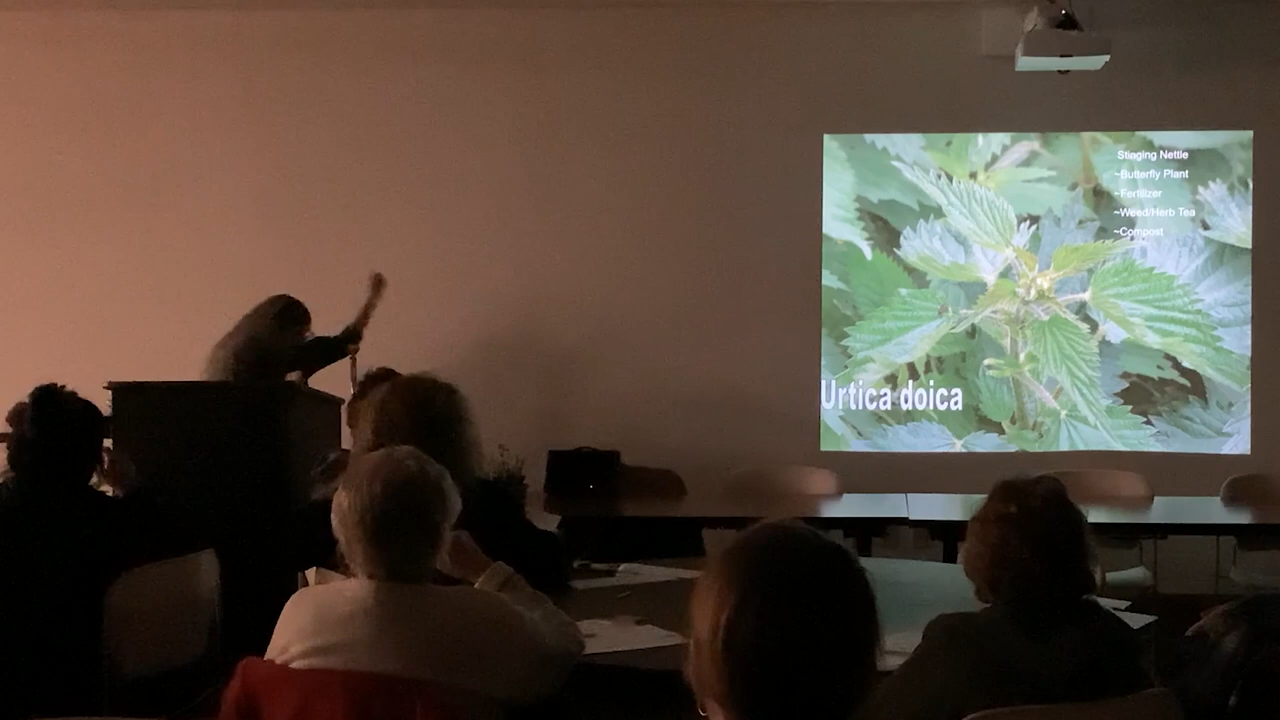 Stinging Nettle
~Butterfly Plant
~Fertilizer
~Weed/Herb Tea
~Compost
Urtica doica